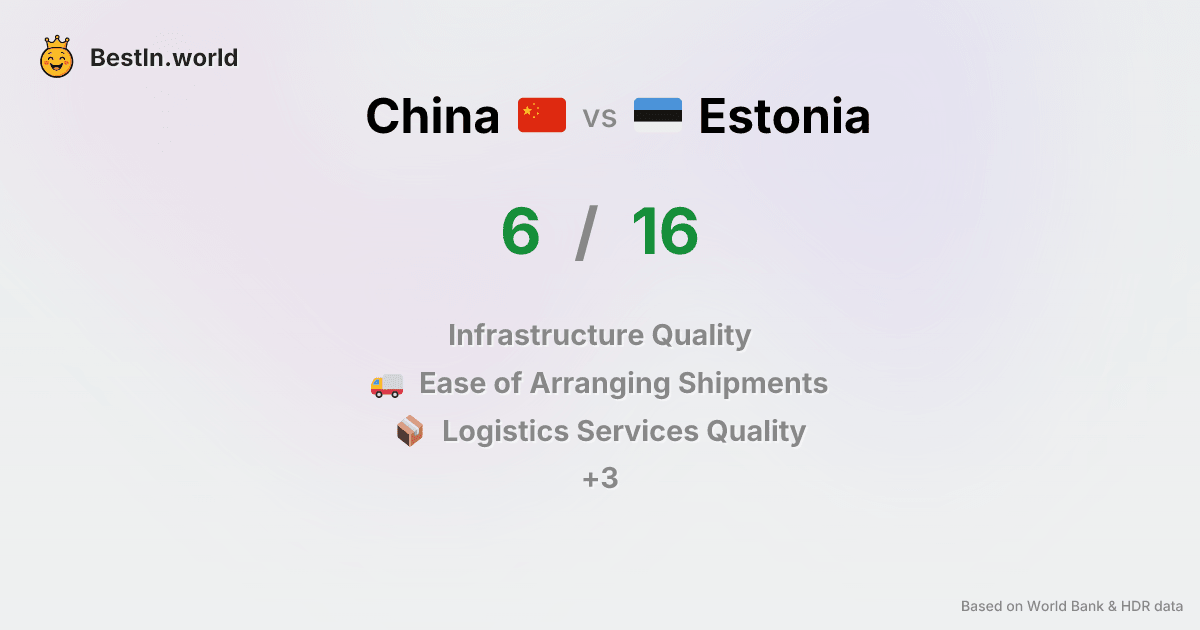 BestIn.world
China vs Estonia
6 / 16
Infrastructure Quality
Ease of Arranging Shipments
Logistics Services Quality
+3
Based on World Bank & HDR data